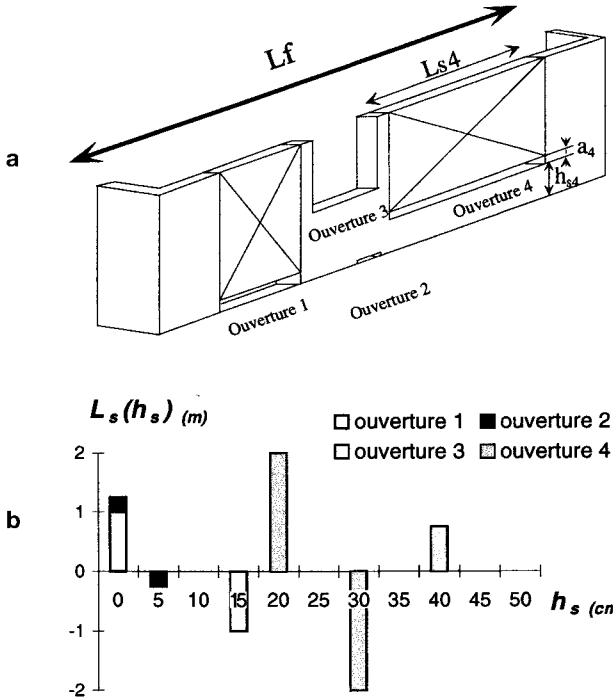 Lf
Ls4
a
a4
hs4
Ouverture 3
Ouverture 4
Ouverture 1
Ouverture 2
Ls(hs) (m)
ouverture 1 ouverture 2
ouverture 3 ouverture 4
b
2
1
0
-1
-2
0 5 10 15 20 25 30 35 40 45 50 hs (cm